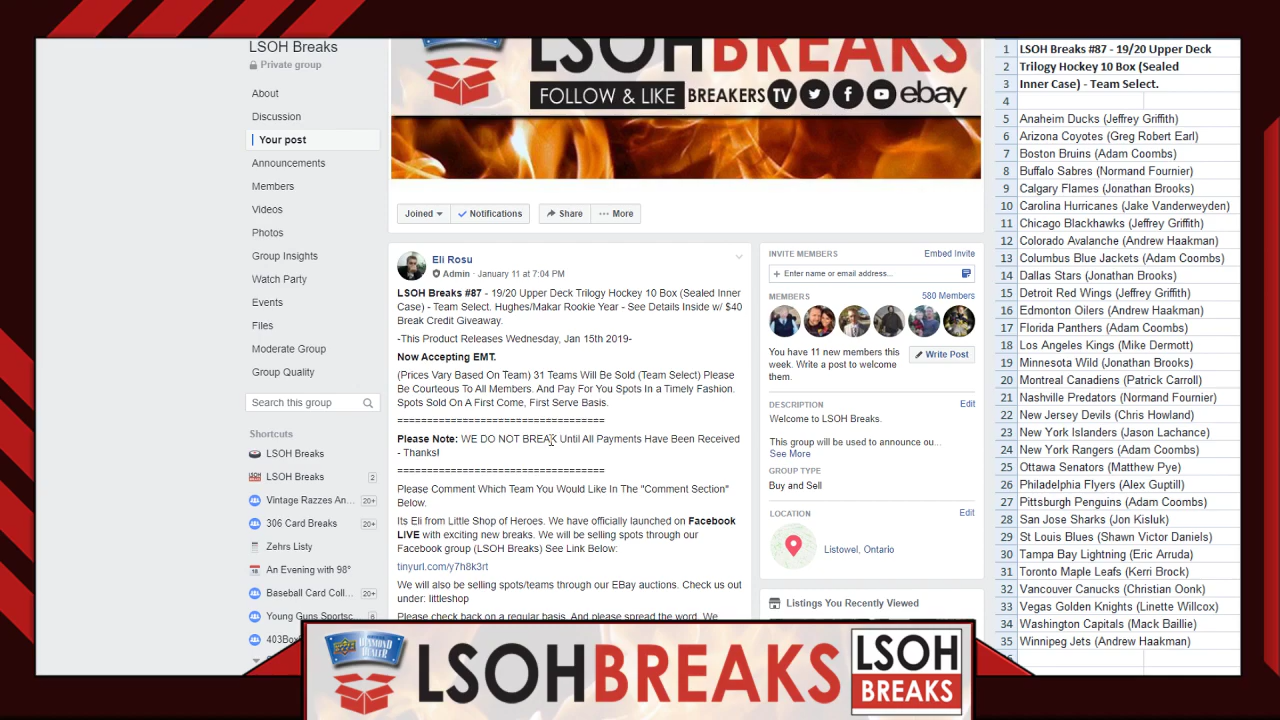 LSOH Breaks
Private group
About
Discussion
Your post
Announcements
Members
Videos
Photos
Group Insights
Watch Party
Events
Files
Moderate Group
Group Quality
Search this group
Shortcuts
LSOH Breaks
LSOH Breaks 2
Vintage Razzes An... 20+
306 Card Breaks 20+
Zehrs Listy
An Evening with 98°
Baseball Card Coll... 20+
Young Guns Sportsc... 8
LSOHBREAKS
FOLLOW & LIKE BREAKERS TV ebay
Joined Notifications Share ··· More
Eli Rosu
Admin · January 11 at 7:04 PM
LSOH Breaks #87 - 19/20 Upper Deck Trilogy Hockey 10 Box (Sealed Inner
Case) - Team Select. Hughes/Makar Rookie Year - See Details Inside w/ $40
Break Credit Giveaway.
-This Product Releases Wednesday, Jan 15th 2019-
Now Accepting EMT.
(Prices Vary Based On Team) 31 Teams Will Be Sold (Team Select) Please
Be Courteous To All Members. And Pay For You Spots In a Timely Fashion.
Spots Sold On A First Come, First Serve Basis.
====================================
Please Note: WE DO NOT BREAK Until All Payments Have Been Received
- Thanks!
====================================
Please Comment Which Team You Would Like In The "Comment Section"
Below.
Its Eli from Little Shop of Heroes. We have officially launched on Facebook
LIVE with exciting new breaks. We will be selling spots through our
Facebook group (LSOH Breaks) See Link Below:
tinyurl.com/y7h8k3rt
We will also be selling spots/teams through our EBay auctions. Check us out
under: littleshop
Please check back on a regular basis. And please spread the word. We
INVITE MEMBERS Embed Invite
+ Enter name or email address...
MEMBERS 580 Members
You have 11 new members this
week. Write a post to welcome
them.
Write Post
DESCRIPTION Edit
Welcome to LSOH Breaks.
This group will be used to announce ou...
See More
GROUP TYPE
Buy and Sell
LOCATION Edit
Listowel, Ontario
Listings You Recently Viewed
1 LSOH Breaks #87 - 19/20 Upper Deck
2 Trilogy Hockey 10 Box (Sealed
3 Inner Case) - Team Select.
4
5 Anaheim Ducks (Jeffrey Griffith)
6 Arizona Coyotes (Greg Robert Earl)
7 Boston Bruins (Adam Coombs)
8 Buffalo Sabres (Normand Fournier)
9 Calgary Flames (Jonathan Brooks)
10 Carolina Hurricanes (Jake Vanderweyden)
11 Chicago Blackhawks (Jeffrey Griffith)
12 Colorado Avalanche (Andrew Haakman)
13 Columbus Blue Jackets (Adam Coombs)
14 Dallas Stars (Jonathan Brooks)
15 Detroit Red Wings (Jeffrey Griffith)
16 Edmonton Oilers (Andrew Haakman)
17 Florida Panthers (Adam Coombs)
18 Los Angeles Kings (Mike Dermott)
19 Minnesota Wild (Jonathan Brooks)
20 Montreal Canadiens (Patrick Carroll)
21 Nashville Predators (Normand Fournier)
22 New Jersey Devils (Chris Howland)
23 New York Islanders (Jason Lachance)
24 New York Rangers (Adam Coombs)
25 Ottawa Senators (Matthew Pye)
26 Philadelphia Flyers (Alex Guptill)
27 Pittsburgh Penguins (Adam Coombs)
28 San Jose Sharks (Jon Kisluk)
29 St Louis Blues (Shawn Victor Daniels)
30 Tampa Bay Lightning (Eric Arruda)
31 Toronto Maple Leafs (Kerri Brock)
32 Vancouver Canucks (Christian Oonk)
33 Vegas Golden Knights (Linette Willcox)
34 Washington Capitals (Mack Baillie)
35 Winnipeg Jets (Andrew Haakman)
DIAMOND
DEALER
LSOHBREAKS
LSOH
BREAKS